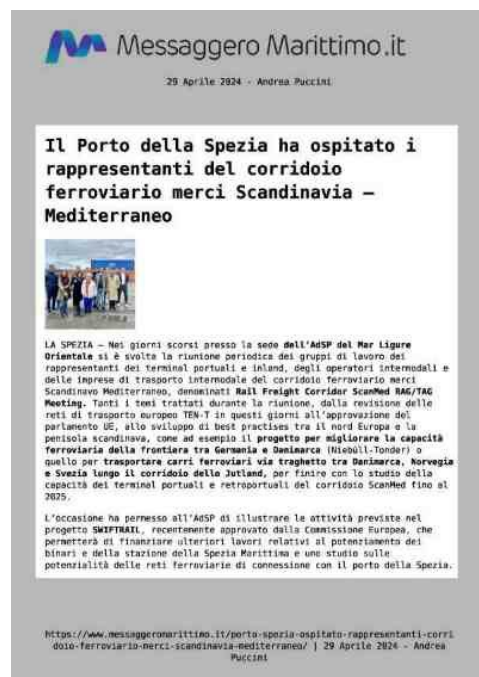 Messaggero Marittimo.it
29 Aprile 2024 - Andrea Puccini
Il Porto della Spezia ha ospitato i
rappresentanti del corridoio
ferroviario merci Scandinavia –
Mediterraneo
LA SPEZIA – Nei giorni scorsi presso la sede dell’AdSP del Mar Ligure
Orientale si è svolta la riunione periodica dei gruppi di lavoro dei
rappresentanti dei terminal portuali e inland, degli operatori intermodali e
delle imprese di trasporto intermodale del corridoio ferroviario merci
Scandinavo Mediterraneo, denominati Rail Freight Corridor ScanMed RAG/TAG
Meeting. Tanti i temi trattati durante la riunione, dalla revisione delle
reti di trasporto europeo TEN-T in questi giorni all’approvazione del
parlamento UE, allo sviluppo di best practises tra il nord Europa e la
penisola scandinava, come ad esempio il progetto per migliorare la capacità
ferroviaria della frontiera tra Germania e Danimarca (Niebüll-Tonder) o
quello per trasportare carri ferroviari via traghetto tra Danimarca, Norvegia
e Svezia lungo il corridoio dello Jutland, per finire con lo studio della
capacità dei terminal portuali e retroportuali del corridoio ScanMed fino al
2025.
L’occasione ha permesso all’AdSP di illustrare le attività previste nel
progetto SWIFTRAIL, recentemente approvato dalla Commissione Europea, che
permetterà di finanziare ulteriori lavori relativi al potenziamento dei
binari e della stazione della Spezia Marittima e uno studio sulle
potenzialità delle reti ferroviarie di connessione con il porto della Spezia.
https://www.messaggeromarittimo.it/porto-spezia-ospitato-rappresentanti-corri
doio-ferroviario-merci-scandinavia-mediterraneo/ | 29 Aprile 2024 - Andrea
Puccini